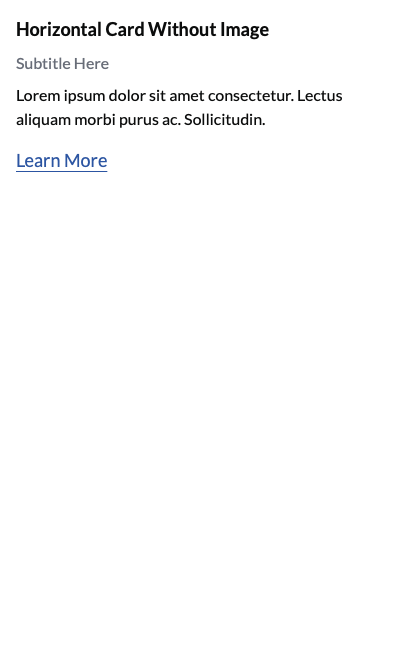 Horizontal Card Without Image
Subtitle Here
Lorem ipsum dolor sit amet consectetur. Lectus
aliquam morbi purus ac. Sollicitudin.
Learn More